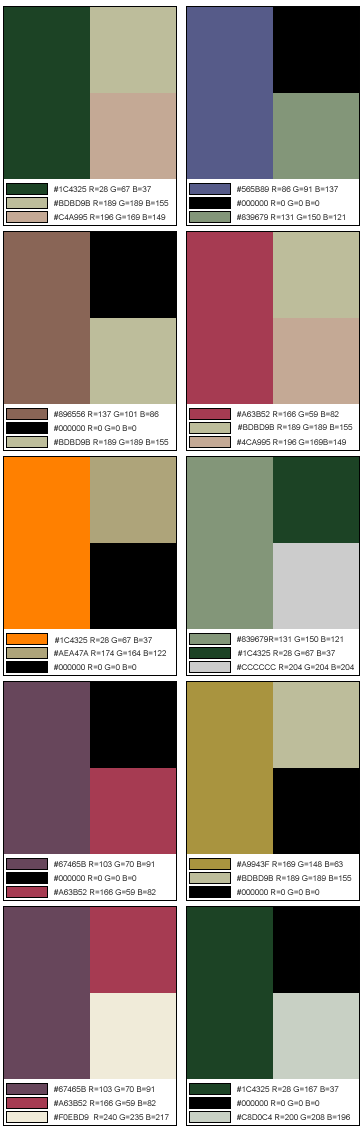 #1C4325 R=28 G=67 B=37
#BDBD9B R=189 G=189 B=155
#C4A995 R=196 G=169 B=149
#565B89 R=86 G=91 B=137
#000000 R=0 G=0 B=0
#839679 R=131 G=150 B=121
#896556 R=137 G=101 B=86
#000000 R=0 G=0 B=0
#BDBD9B R=189 G=189 B=155
#A63B52 R=166 G=59 B=82
#BDBD9B R=189 G=189 B=155
#4CA995 R=196 G=169B=149
#1C4325 R=28 G=67 B=37
#AEA47A R=174 G=164 B=122
#000000 R=0 G=0 B=0
#839679R=131 G=150 B=121
#1C4325 R=28 G=67 B=37
#CCCCCC R=204 G=204 B=204
#67465B R=103 G=70 B=91
#000000 R=0 G=0 B=0
#A63B52 R=166 G=59 B=82
#A9943F R=169 G=148 B=63
#BDBD9B R=189 G=189 B=155
#000000 R=0 G=0 B=0
#67465B R=103 G=70 B=91
#A63B52 R=166 G=59 B=82
#F0EBD9 R=240 G=235 B=217
#1C4325 R=28 G=167 B=37
#000000 R=0 G=0 B=0
#C8D0C4 R=200 G=208 B=196